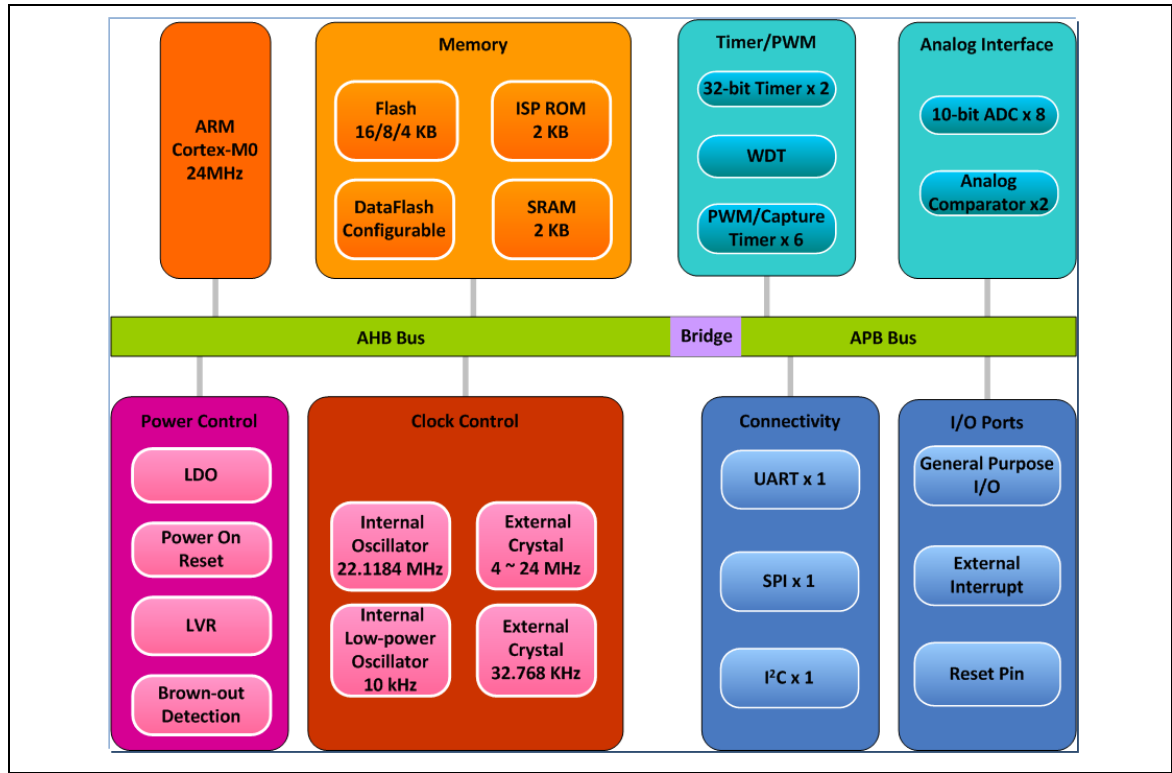 ARM
Cortex-M0
24MHz
Memory
Flash
16/8/4 KB
ISP ROM
2 KB
DataFlash
Configurable
SRAM
2 KB
Timer/PWM
32-bit Timer x 2
WDT
PWM/Capture
Timer x 6
Analog Interface
10-bit ADC x 8
Analog
Comparator x2
AHB Bus
Bridge
APB Bus
Power Control
LDO
Power On
Reset
LVR
Brown-out
Detection
Clock Control
Internal
Oscillator
22.1184 MHz
External
Crystal
4 ~ 24 MHz
Internal
Low-power
Oscillator
10 kHz
External
Crystal
32.768 KHz
Connectivity
UART x 1
SPI x 1
I²C x 1
I/O Ports
General Purpose
I/O
External
Interrupt
Reset Pin